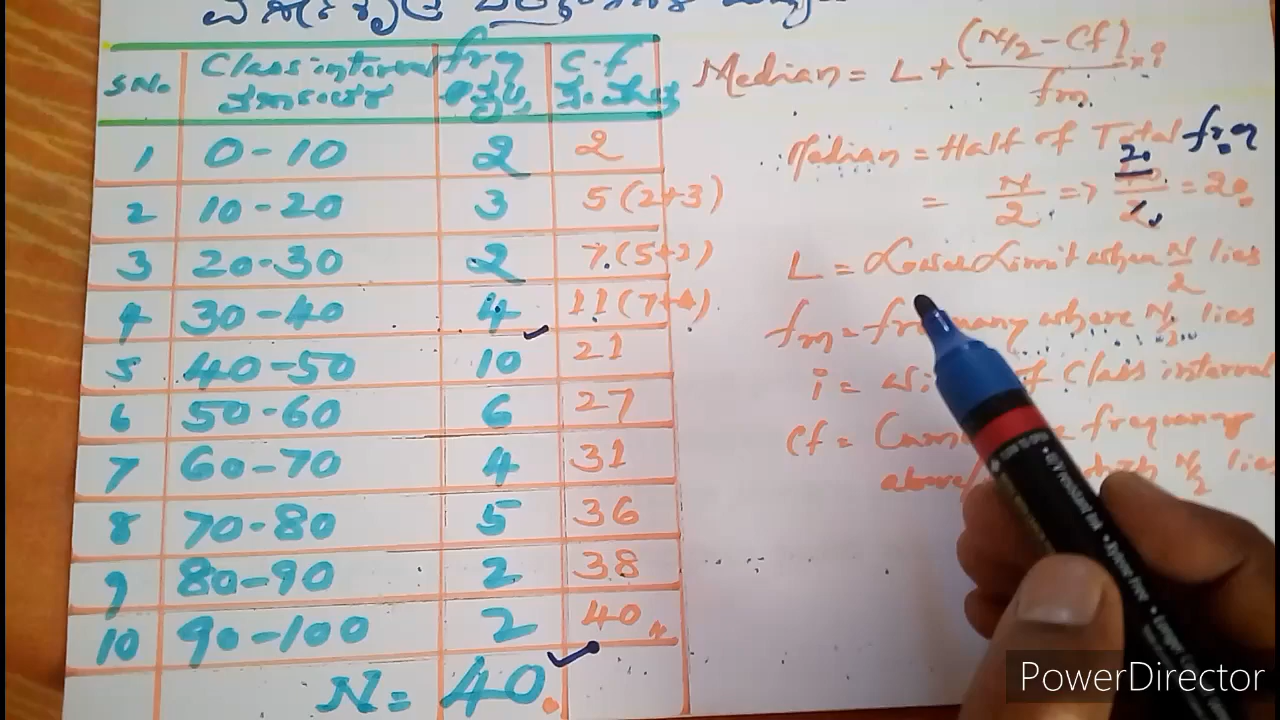 S No. Class interval frq C.f
1 0-10 2 2
2 10-20 3 5 (2+3)
3 20-30 2 7.(5+2)
4 30-40 4 11(7+4)
5 40-50 10 21
6 50-60 6 27
7 60-70 4 31
8 70-80 5 36
9 80-90 2 38
10 90-100 2 40
N = 40
Median = L + (N/2 - Cf) / fm × i
Median = Half of Total frq
= N/2 => 40/2 = 20
L = Lower Limit when N/2 lies
fm = where N/2 lies
i = of Class interval
Cf = frequency
N/2 lies
PowerDirector